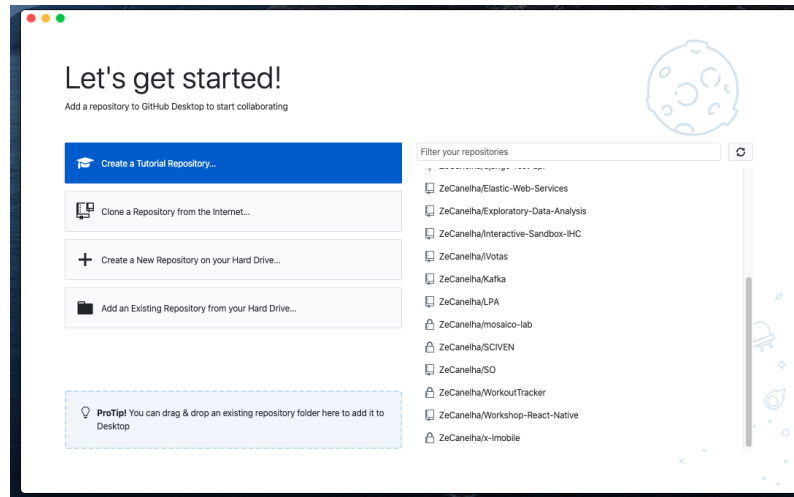 Let's get started!
Add a repository to GitHub Desktop to start collaborating
Create a Tutorial Repository...
Clone a Repository from the Internet...
Create a New Repository on your Hard Drive...
Add an Existing Repository from your Hard Drive...
ProTip! You can drag & drop an existing repository folder here to add it to
Desktop
Filter your repositories
ZeCanelha/Elastic-Web-Services
ZeCanelha/Exploratory-Data-Analysis
ZeCanelha/Interactive-Sandbox-IHC
ZeCanelha/iVotas
ZeCanelha/Kafka
ZeCanelha/LPA
ZeCanelha/mosaico-lab
ZeCanelha/SCIVEN
ZeCanelha/SO
ZeCanelha/WorkoutTracker
ZeCanelha/Workshop-React-Native
ZeCanelha/x-Imobile